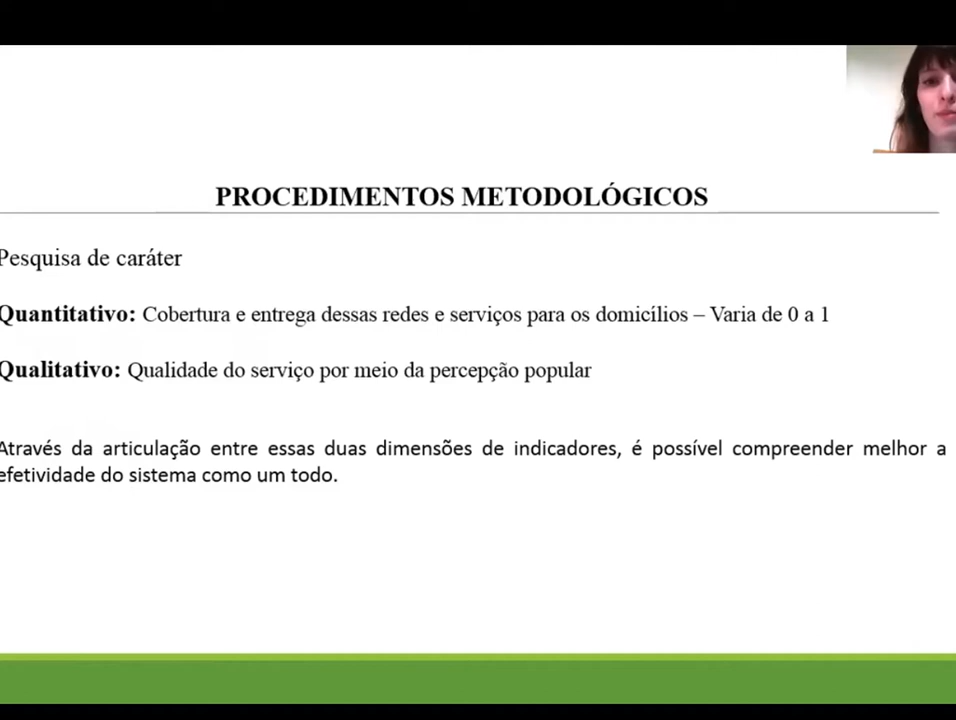 PROCEDIMENTOS METODOLÓGICOS
Pesquisa de caráter
Quantitativo: Cobertura e entrega dessas redes e serviços para os domicílios – Varia de 0 a 1
Qualitativo: Qualidade do serviço por meio da percepção popular
Através da articulação entre essas duas dimensões de indicadores, é possível compreender melhor a
efetividade do sistema como um todo.